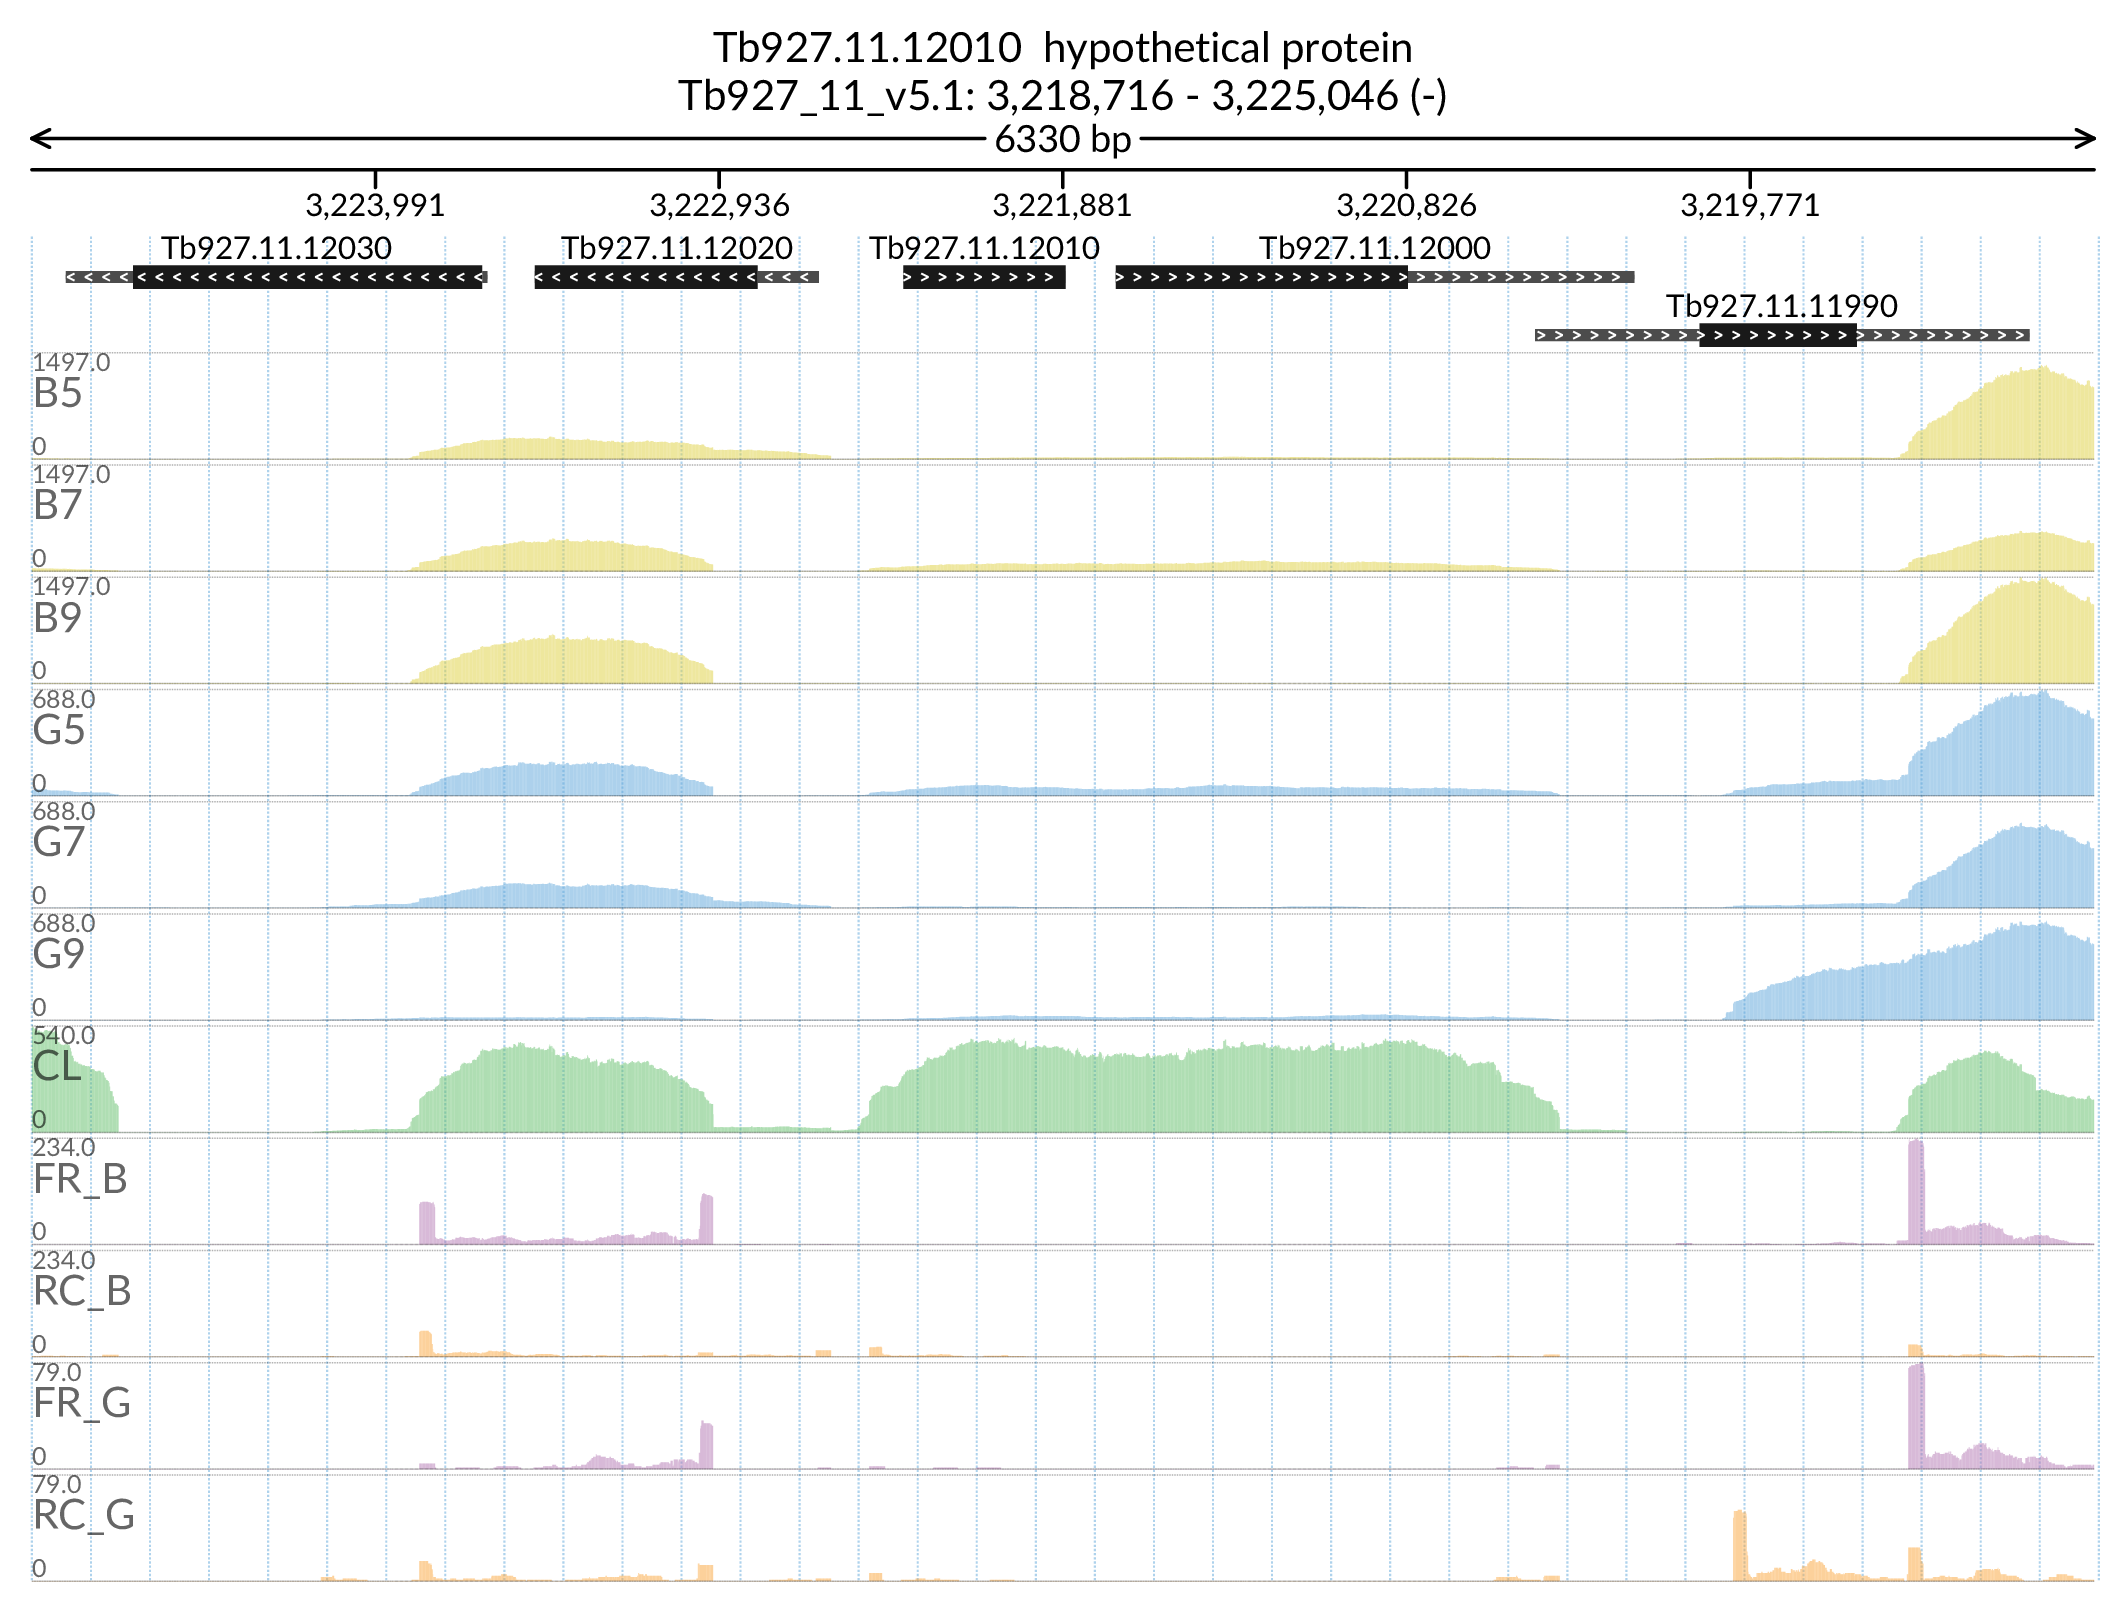 Tb927.11.12010 hypothetical protein
Tb927_11_v5.1: 3,218,716 - 3,225,046 (-)
6330 bp
3,223,991 3,222,936 3,221,881 3,220,826 3,219,771
Tb927.11.12030 Tb927.11.12020 Tb927.11.12010 Tb927.11.12000
Tb927.11.11990
1497.0
B5
0
1497.0
B7
0
1497.0
B9
0
688.0
G5
0
688.0
G7
0
688.0
G9
0
540.0
CL
0
234.0
FR_B
0
234.0
RC_B
0
79.0
FR_G
0
79.0
RC_G
0